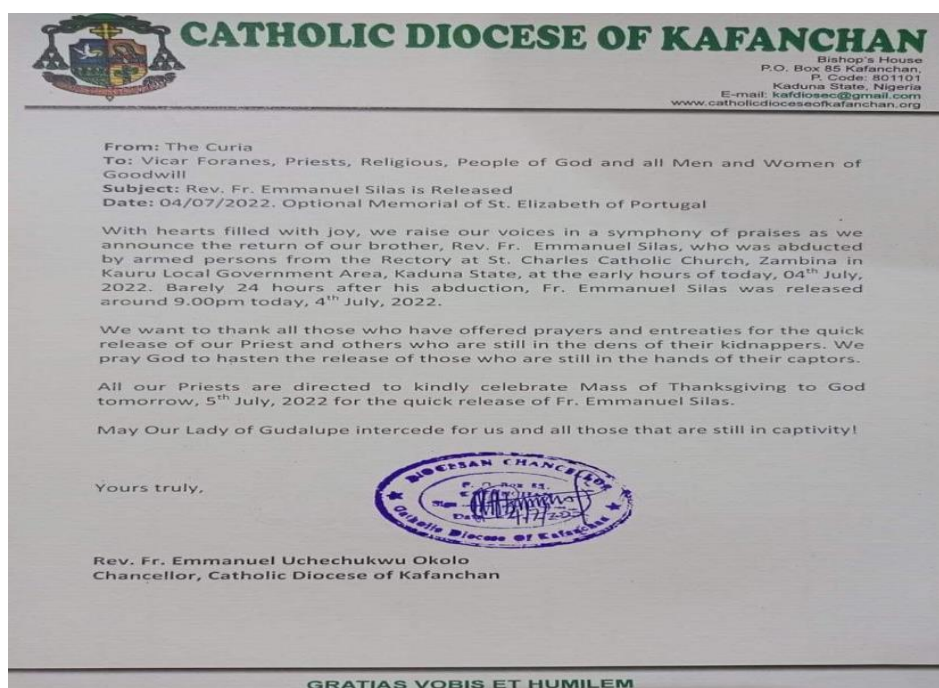 CATHOLIC DIOCESE OF KAFANCHAN
Bishop's House
P.O. Box 85 Kafanchan,
P. Code: 801101
Kaduna State, Nigeria
E-mail: kafdiosec@gmail.com
www.catholicdioceseofkafanchan.org
From: The Curia
To: Vicar Foranes, Priests, Religious, People of God and all Men and Women of
Goodwill
Subject: Rev. Fr. Emmanuel Silas is Released
Date: 04/07/2022. Optional Memorial of St. Elizabeth of Portugal
With hearts filled with joy, we raise our voices in a symphony of praises as we
announce the return of our brother, Rev. Fr. Emmanuel Silas, who was abducted
by armed persons from the Rectory at St. Charles Catholic Church, Zambina in
Kauru Local Government Area, Kaduna State, at the early hours of today, 04th July,
2022. Barely 24 hours after his abduction, Fr. Emmanuel Silas was released
around 9.00pm today, 4th July, 2022.
We want to thank all those who have offered prayers and entreaties for the quick
release of our Priest and others who are still in the dens of their kidnappers. We
pray God to hasten the release of those who are still in the hands of their captors.
All our Priests are directed to kindly celebrate Mass of Thanksgiving to God
tomorrow, 5th July, 2022 for the quick release of Fr. Emmanuel Silas.
May Our Lady of Gudalupe intercede for us and all those that are still in captivity!
Yours truly,
DIOCESAN CHANCELLOR
P. O. Box
Catholic Diocese Of Kafanchan
Rev. Fr. Emmanuel Uchechukwu Okolo
Chancellor, Catholic Diocese of Kafanchan
GRATIAS VOBIS ET HUMILEM